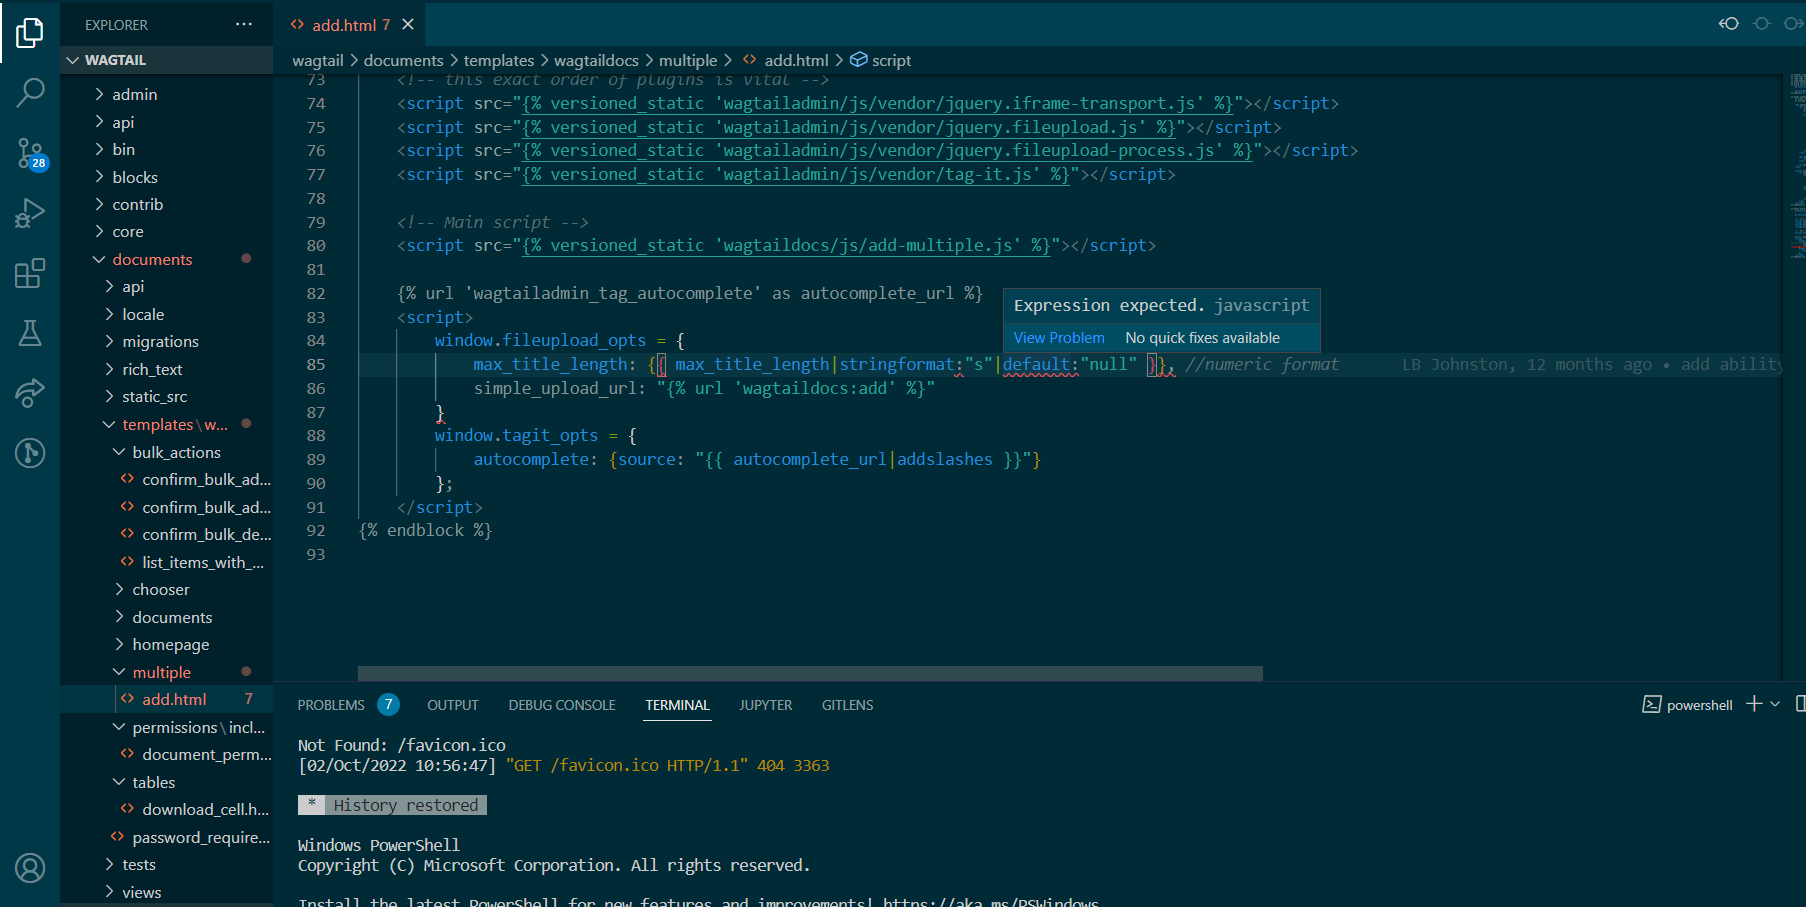 EXPLORER
WAGTAIL
admin
api
bin
blocks
contrib
core
documents
api
locale
migrations
rich_text
static_src
templates\w...
bulk_actions
confirm_bulk_ad...
confirm_bulk_ad...
confirm_bulk_de...
list_items_with_...
chooser
documents
homepage
multiple
add.html 7
permissions\incl...
document_perm...
tables
download_cell.h...
password_require...
tests
views
28
add.html 7
wagtail > documents > templates > wagtaildocs > multiple > add.html > script
73 <!-- this exact order of plugins is vital -->
74 <script src="{% versioned_static 'wagtailadmin/js/vendor/jquery.iframe-transport.js' %}"></script>
75 <script src="{% versioned_static 'wagtailadmin/js/vendor/jquery.fileupload.js' %}"></script>
76 <script src="{% versioned_static 'wagtailadmin/js/vendor/jquery.fileupload-process.js' %}"></script>
77 <script src="{% versioned_static 'wagtailadmin/js/vendor/tag-it.js' %}"></script>
78
79 <!-- Main script -->
80 <script src="{% versioned_static 'wagtaildocs/js/add-multiple.js' %}"></script>
81
82 {% url 'wagtailadmin_tag_autocomplete' as autocomplete_url %}
83 <script>
84 window.fileupload_opts = {
85 max_title_length: {{ max_title_length|stringformat:"s"|default:"null" }}, //numeric format LB Johnston, 12 months ago • add ability
86 simple_upload_url: "{% url 'wagtaildocs:add' %}"
87 }
88 window.tagit_opts = {
89 autocomplete: {source: "{{ autocomplete_url|addslashes }}"}
90 };
91 </script>
92 {% endblock %}
93
Expression expected. javascript
View Problem No quick fixes available
PROBLEMS 7 OUTPUT DEBUG CONSOLE TERMINAL JUPYTER GITLENS
powershell
Not Found: /favicon.ico
[02/Oct/2022 10:56:47] "GET /favicon.ico HTTP/1.1" 404 3363
* History restored
Windows PowerShell
Copyright (C) Microsoft Corporation. All rights reserved.
Install the latest PowerShell for new features and improvements! https://aka.ms/PSWindows